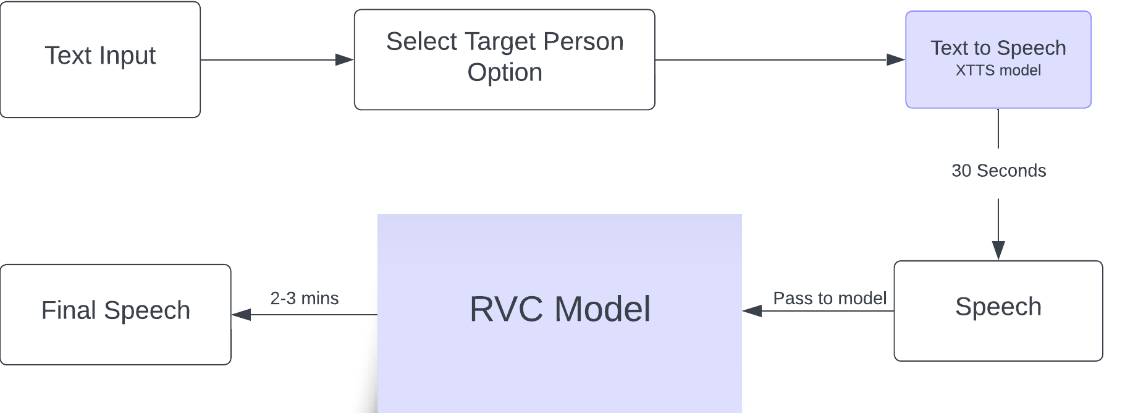 Text Input
Select Target Person
Option
Text to Speech
XTTS model
30 Seconds
Speech
Pass to model
RVC Model
2-3 mins
Final Speech